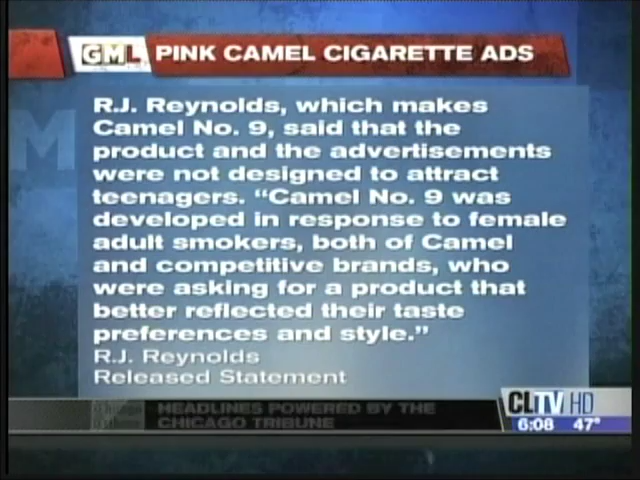 GML PINK CAMEL CIGARETTE ADS
R.J. Reynolds, which makes
Camel No. 9, said that the
product and the advertisements
were not designed to attract
teenagers. “Camel No. 9 was
developed in response to female
adult smokers, both of Camel
and competitive brands, who
were asking for a product that
better reflected their taste
preferences and style.”
R.J. Reynolds
Released Statement
M
HEADLINES POWERED BY THE
CHICAGO TRIBUNE
CLTV HD
6:08 47°